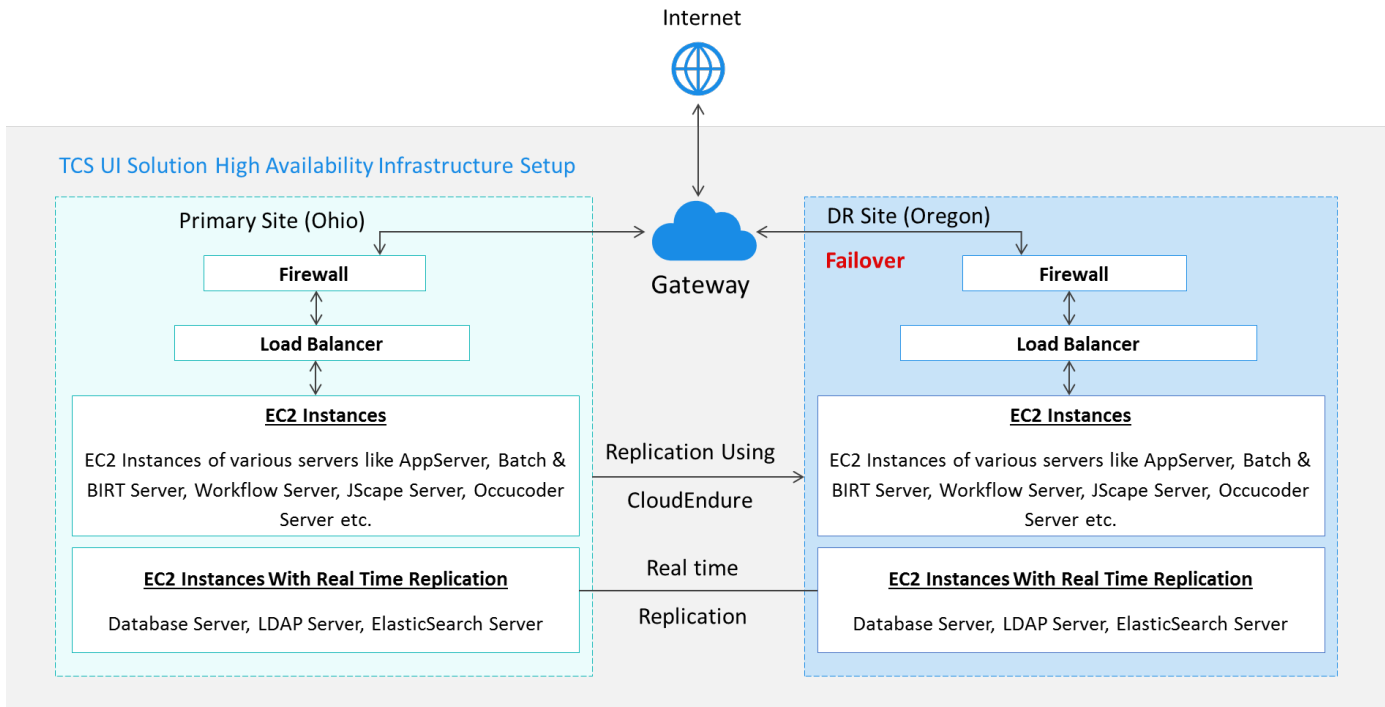 Internet
TCS UI Solution High Availability Infrastructure Setup
Primary Site (Ohio)
Firewall
Load Balancer
EC2 Instances
EC2 Instances of various servers like AppServer, Batch &
BIRT Server, Workflow Server, JScape Server, Occucoder
Server etc.
EC2 Instances With Real Time Replication
Database Server, LDAP Server, ElasticSearch Server
Gateway
Replication Using
CloudEndure
Real time
Replication
DR Site (Oregon)
Failover
Firewall
Load Balancer
EC2 Instances
EC2 Instances of various servers like AppServer, Batch &
BIRT Server, Workflow Server, JScape Server, Occucoder
Server etc.
EC2 Instances With Real Time Replication
Database Server, LDAP Server, ElasticSearch Server